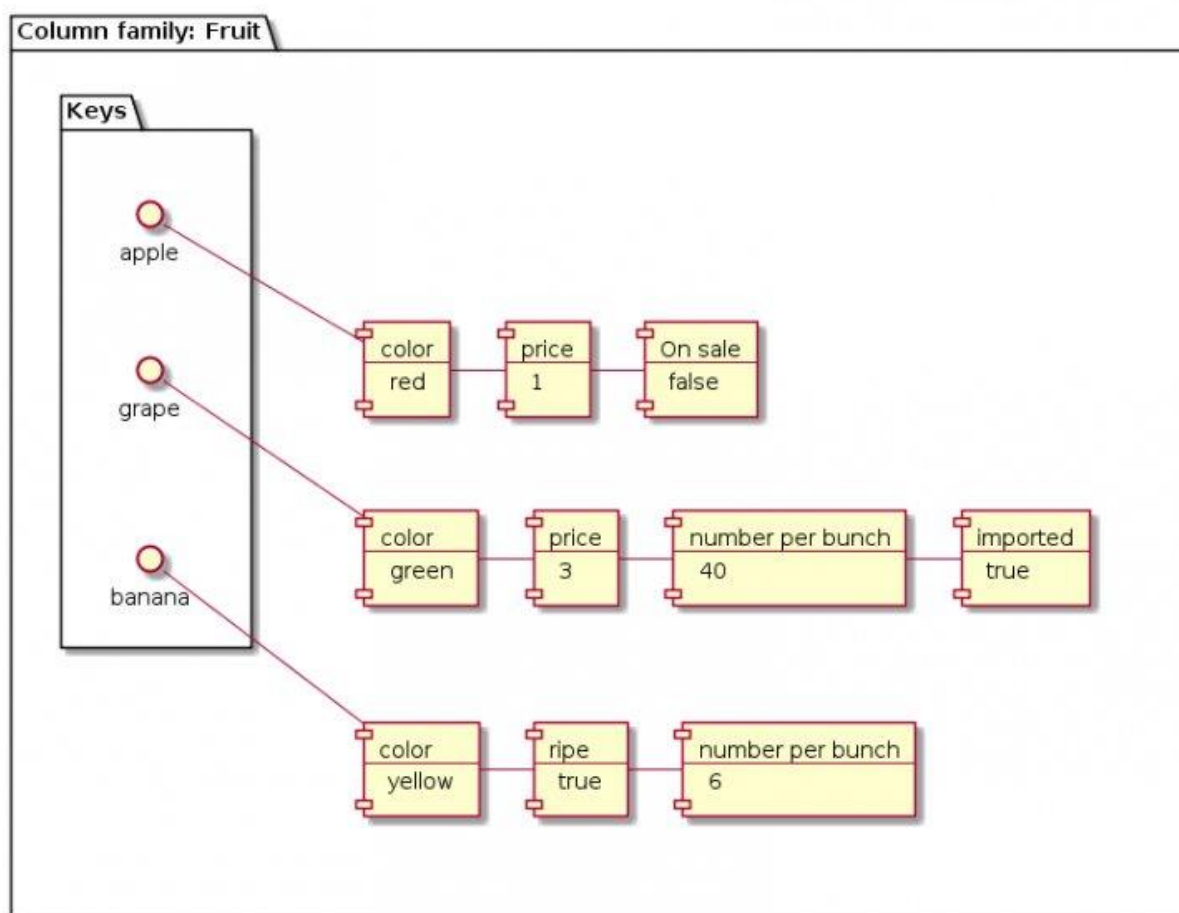 Column family: Fruit
Keys
apple
grape
banana
color
red
price
1
On sale
false
color
green
price
3
number per bunch
40
imported
true
color
yellow
ripe
true
number per bunch
6